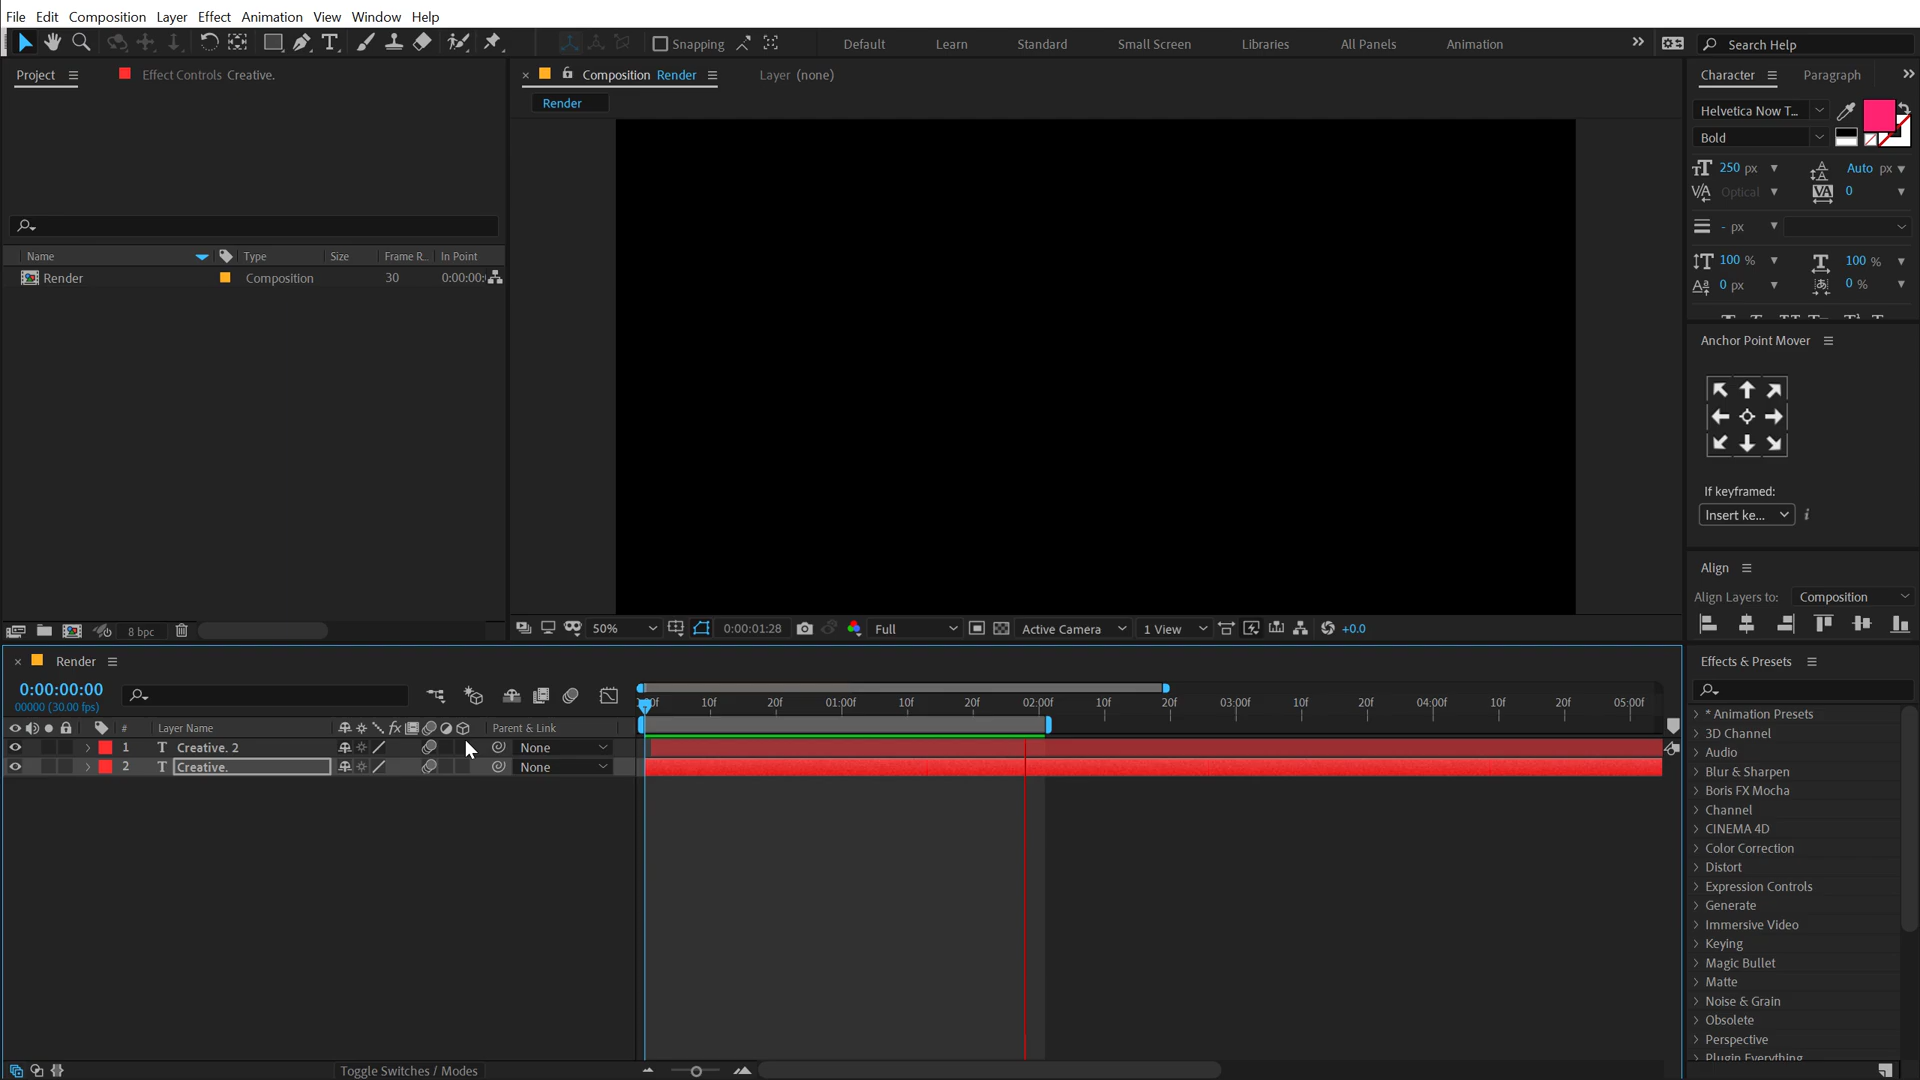 File Edit Composition Layer Effect Animation View Window Help
Snapping Default Learn Standard Small Screen Libraries All Panels Animation Search Help
Project Effect Controls Creative. Composition Render Layer (none) Character Paragraph
Render
Helvetica Now T...
Bold
250 px Auto px
Optical 0
- px
100 % 100 %
0 px 0 %
Name Type Size Frame R... In Point
Render Composition 30 0:00:00:
Anchor Point Mover
If keyframed:
Insert ke...
Align
Align Layers to: Composition
8 bpc
50% 0:00:01:28 Full Active Camera 1 View +0.0
Render
0:00:00:00
00000 (30.00 fps)
10f 20f 01:00f 10f 20f 02:00f 10f 20f 03:00f 10f 20f 04:00f 10f 20f 05:00f
# Layer Name Parent & Link
1 T Creative. 2 None
2 T Creative. None
Effects & Presets
* Animation Presets
3D Channel
Audio
Blur & Sharpen
Boris FX Mocha
Channel
CINEMA 4D
Color Correction
Distort
Expression Controls
Generate
Immersive Video
Keying
Magic Bullet
Matte
Noise & Grain
Obsolete
Perspective
Plugin Everything
Toggle Switches / Modes